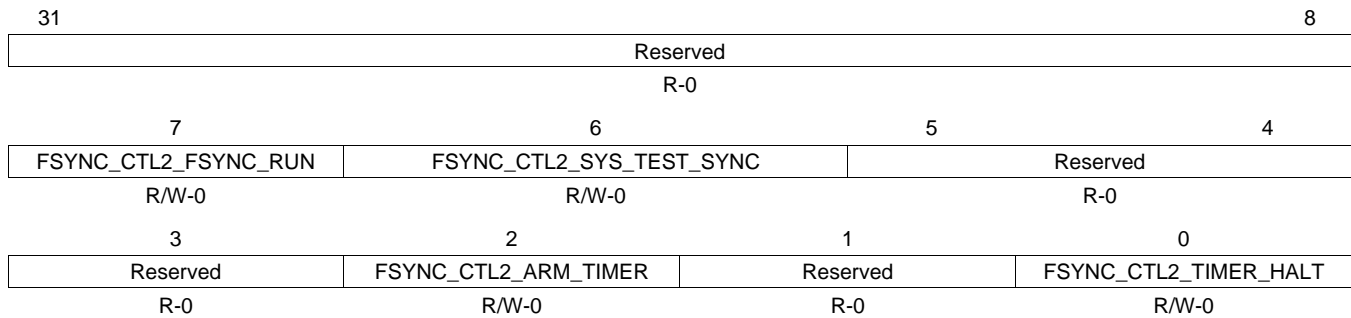 31 8
Reserved
R-0
7 6 5 4
FSYNC_CTL2_FSYNC_RUN FSYNC_CTL2_SYS_TEST_SYNC Reserved
R/W-0 R/W-0 R-0
3 2 1 0
Reserved FSYNC_CTL2_ARM_TIMER Reserved FSYNC_CTL2_TIMER_HALT
R-0 R/W-0 R-0 R/W-0